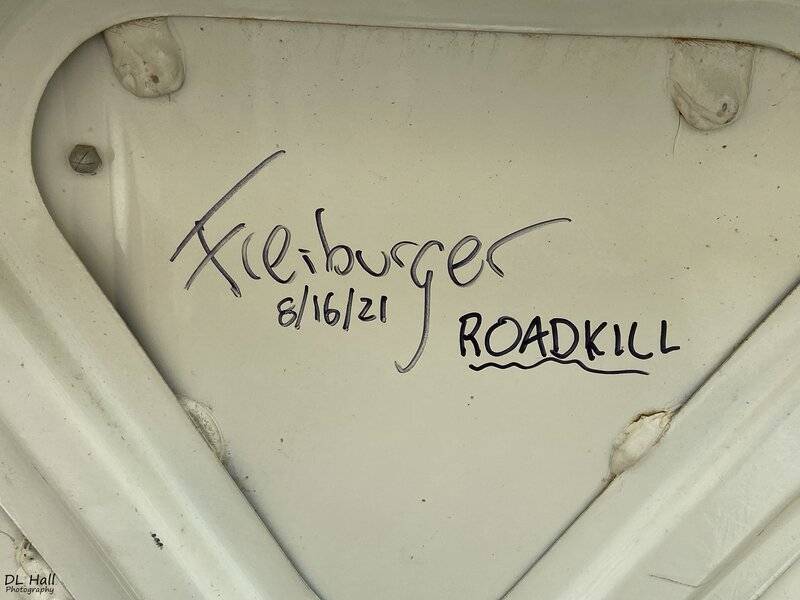 Freiburger
8/16/21
ROADKILL
DL Hall
Photography